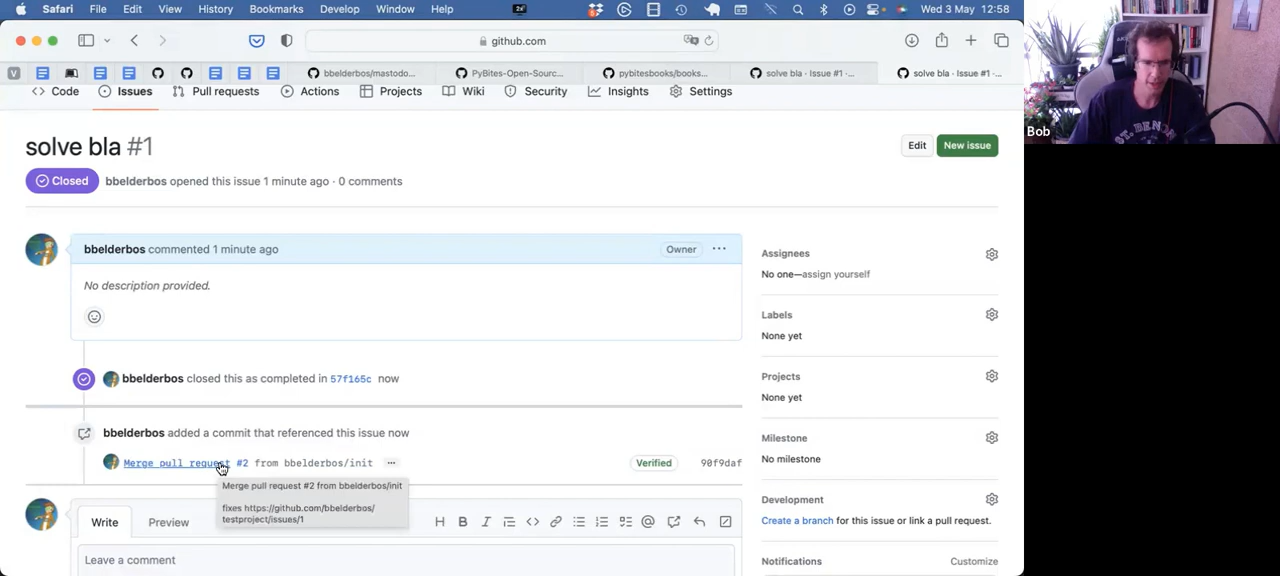 Safari File Edit View History Bookmarks Develop Window Help Wed 3 May 12:58
github.com
bbelderbos/mastodo... PyBites-Open-Sourc... pybitesbooks/books... solve bla · Issue #1 ·... solve bla · Issue #1 ·...
Code Issues Pull requests Actions Projects Wiki Security Insights Settings
solve bla #1
Edit New issue
Closed bbelderbos opened this issue 1 minute ago · 0 comments
bbelderbos commented 1 minute ago Owner ...
No description provided.
bbelderbos closed this as completed in 57f165c now
bbelderbos added a commit that referenced this issue now
Merge pull request #2 from bbelderbos/init ... Verified 90f9daf
Merge pull request #2 from bbelderbos/init
fixes https://github.com/bbelderbos/
testproject/issues/1
Write Preview H B I
Leave a comment
Assignees
No one—assign yourself
Labels
None yet
Projects
None yet
Milestone
No milestone
Development
Create a branch for this issue or link a pull request.
Notifications Customize
Bob
ST. BENO